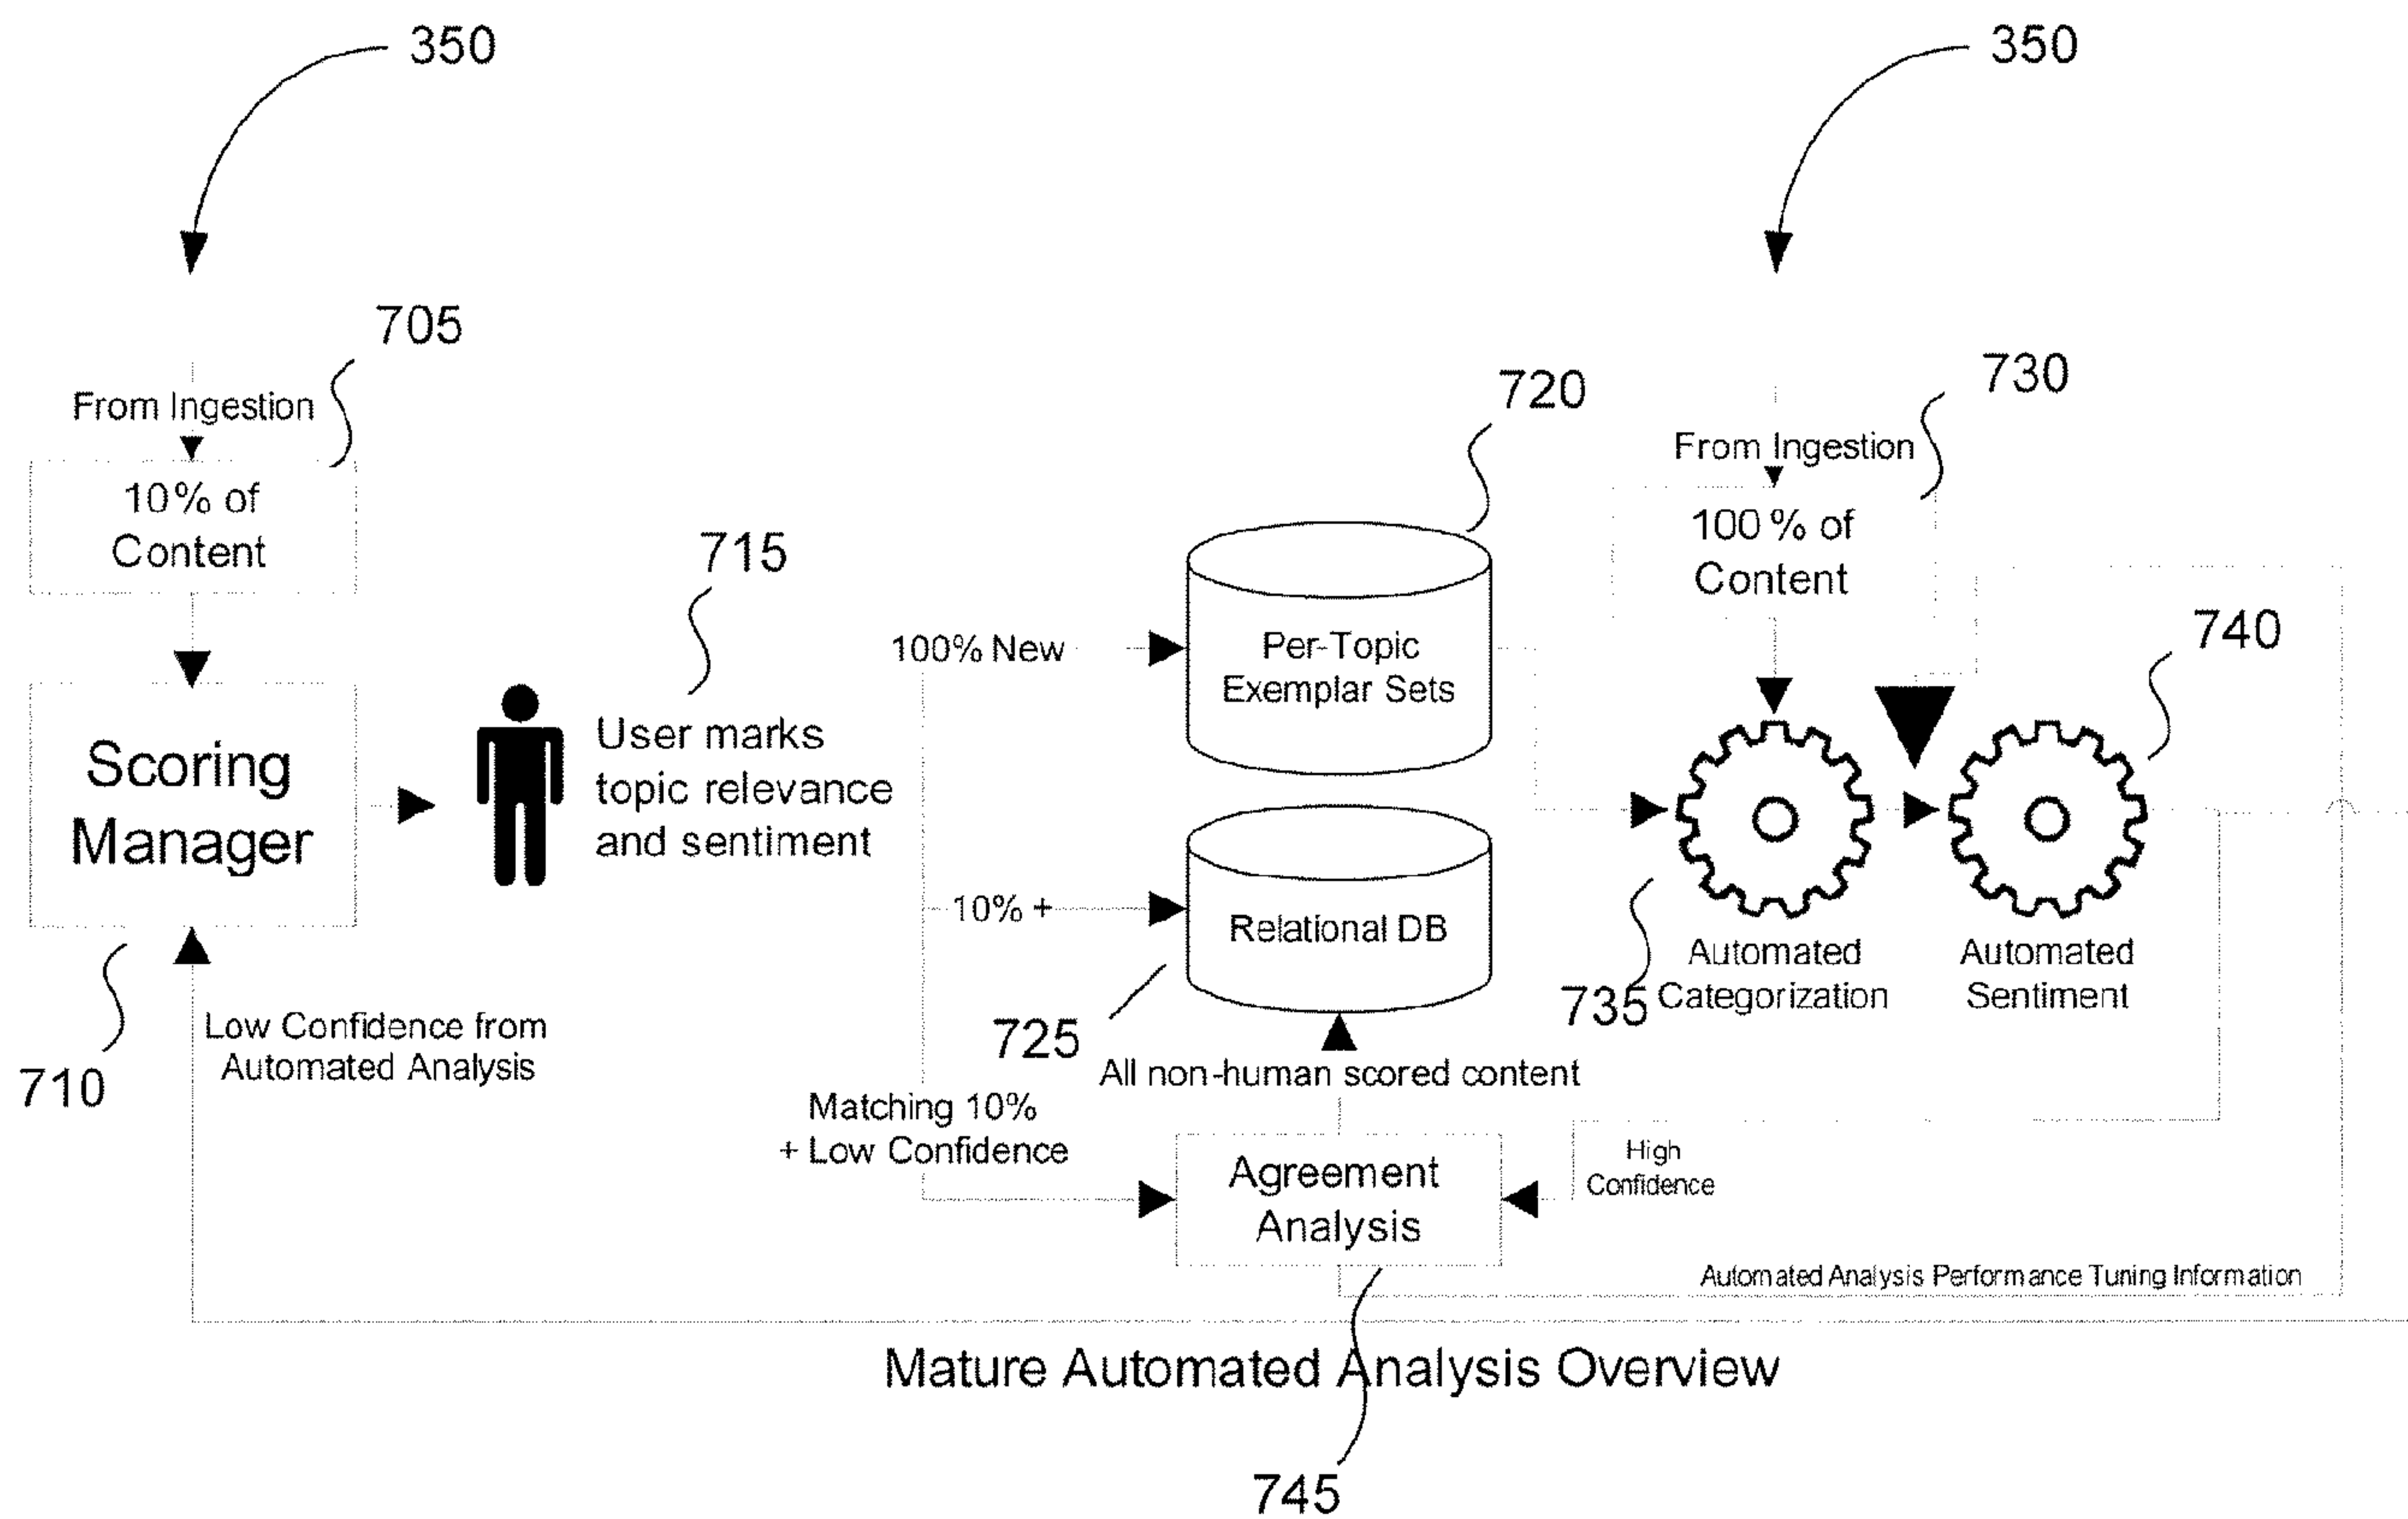 350
350
705
From Ingestion
10% of
Content
730
720
From Ingestion
100 % of
Content
715
740
100% New
Per-Topic
Exemplar Sets
Scoring
Manager
User marks
topic relevance
and sentiment
10% +
Relational DB
Automated
Categorization
Automated
Sentiment
735
725
710
Low Confidence from
Automated Analysis
All non-human scored content
Matching 10%
+ Low Confidence
Agreement
Analysis
High
Confidence
Automated Analysis Performance Tuning Information
Mature Automated Analysis Overview
745